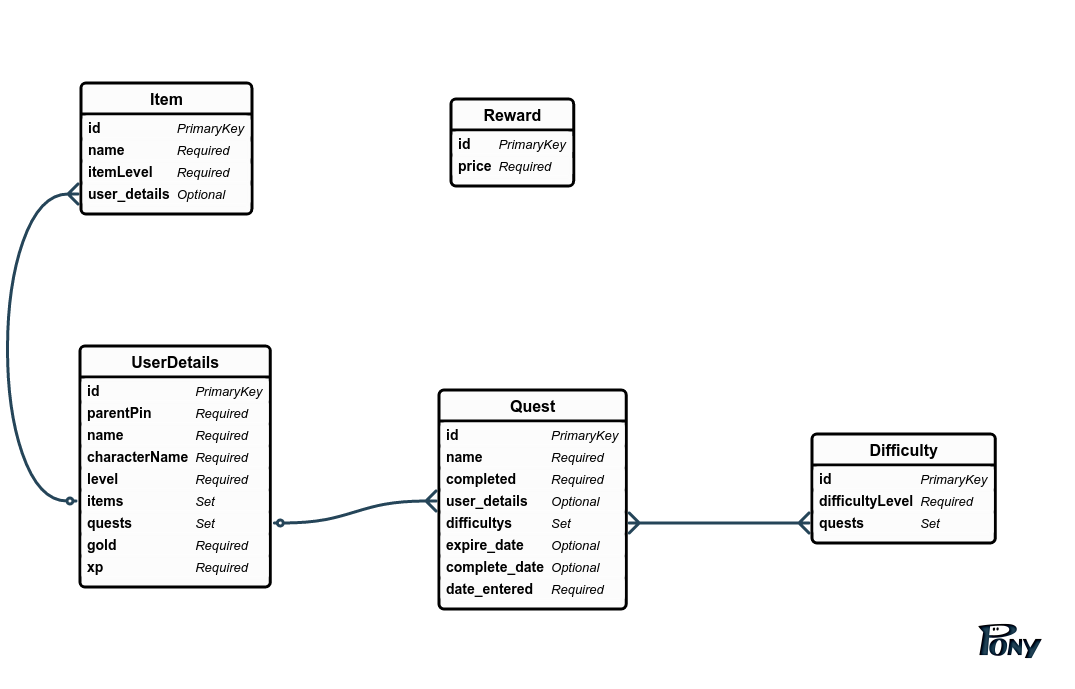 Item
id PrimaryKey
name Required
itemLevel Required
user_details Optional
Reward
id PrimaryKey
price Required
UserDetails
id PrimaryKey
parentPin Required
name Required
characterName Required
level Required
items Set
quests Set
gold Required
xp Required
Quest
id PrimaryKey
name Required
completed Required
user_details Optional
difficultys Set
expire_date Optional
complete_date Optional
date_entered Required
Difficulty
id PrimaryKey
difficultyLevel Required
quests Set
PONY